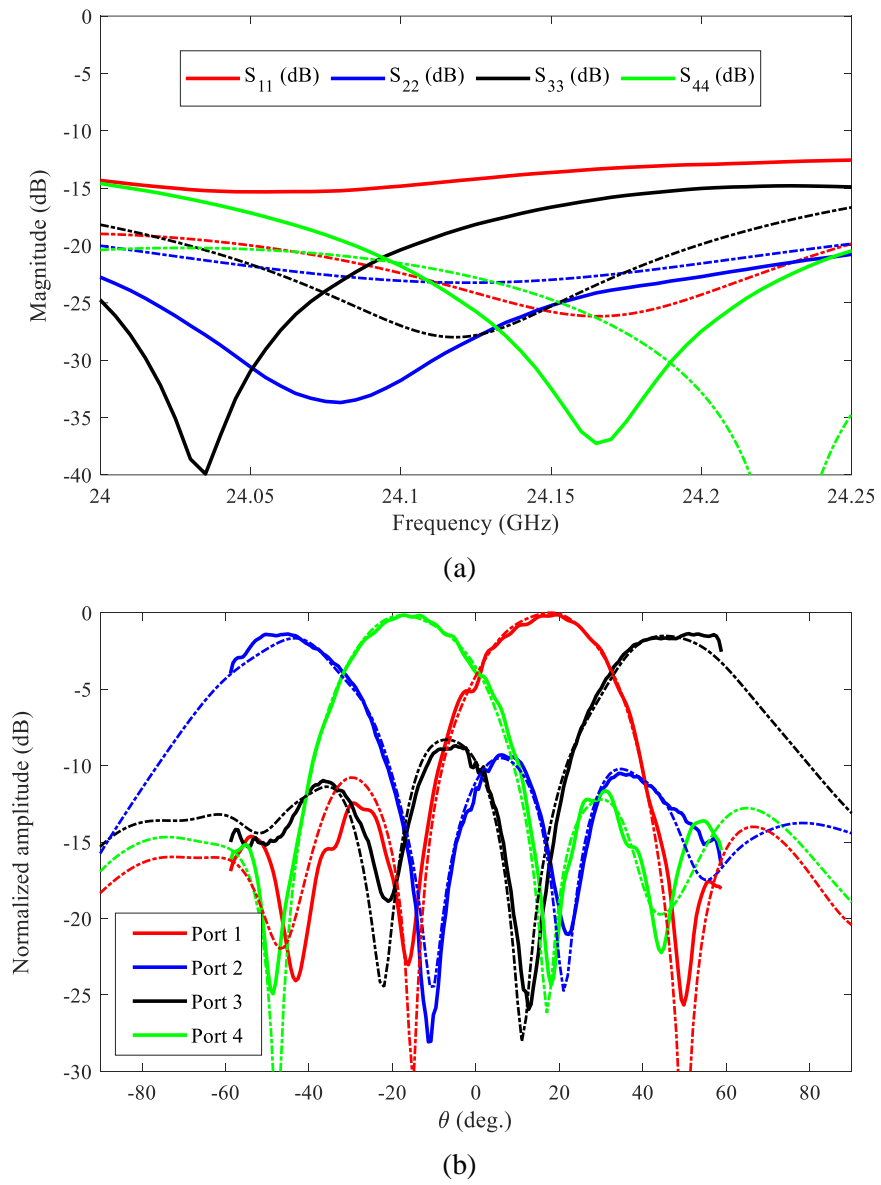 0
-5
-10
-15
-20
-25
-30
-35
-40
Magnitude (dB)
S11 (dB) S22 (dB) S33 (dB) S44 (dB)
24 24.05 24.1 24.15 24.2 24.25
Frequency (GHz)
(a)
0
-5
-10
-15
-20
-25
-30
Normalized amplitude (dB)
Port 1
Port 2
Port 3
Port 4
-80 -60 -40 -20 0 20 40 60 80
θ (deg.)
(b)